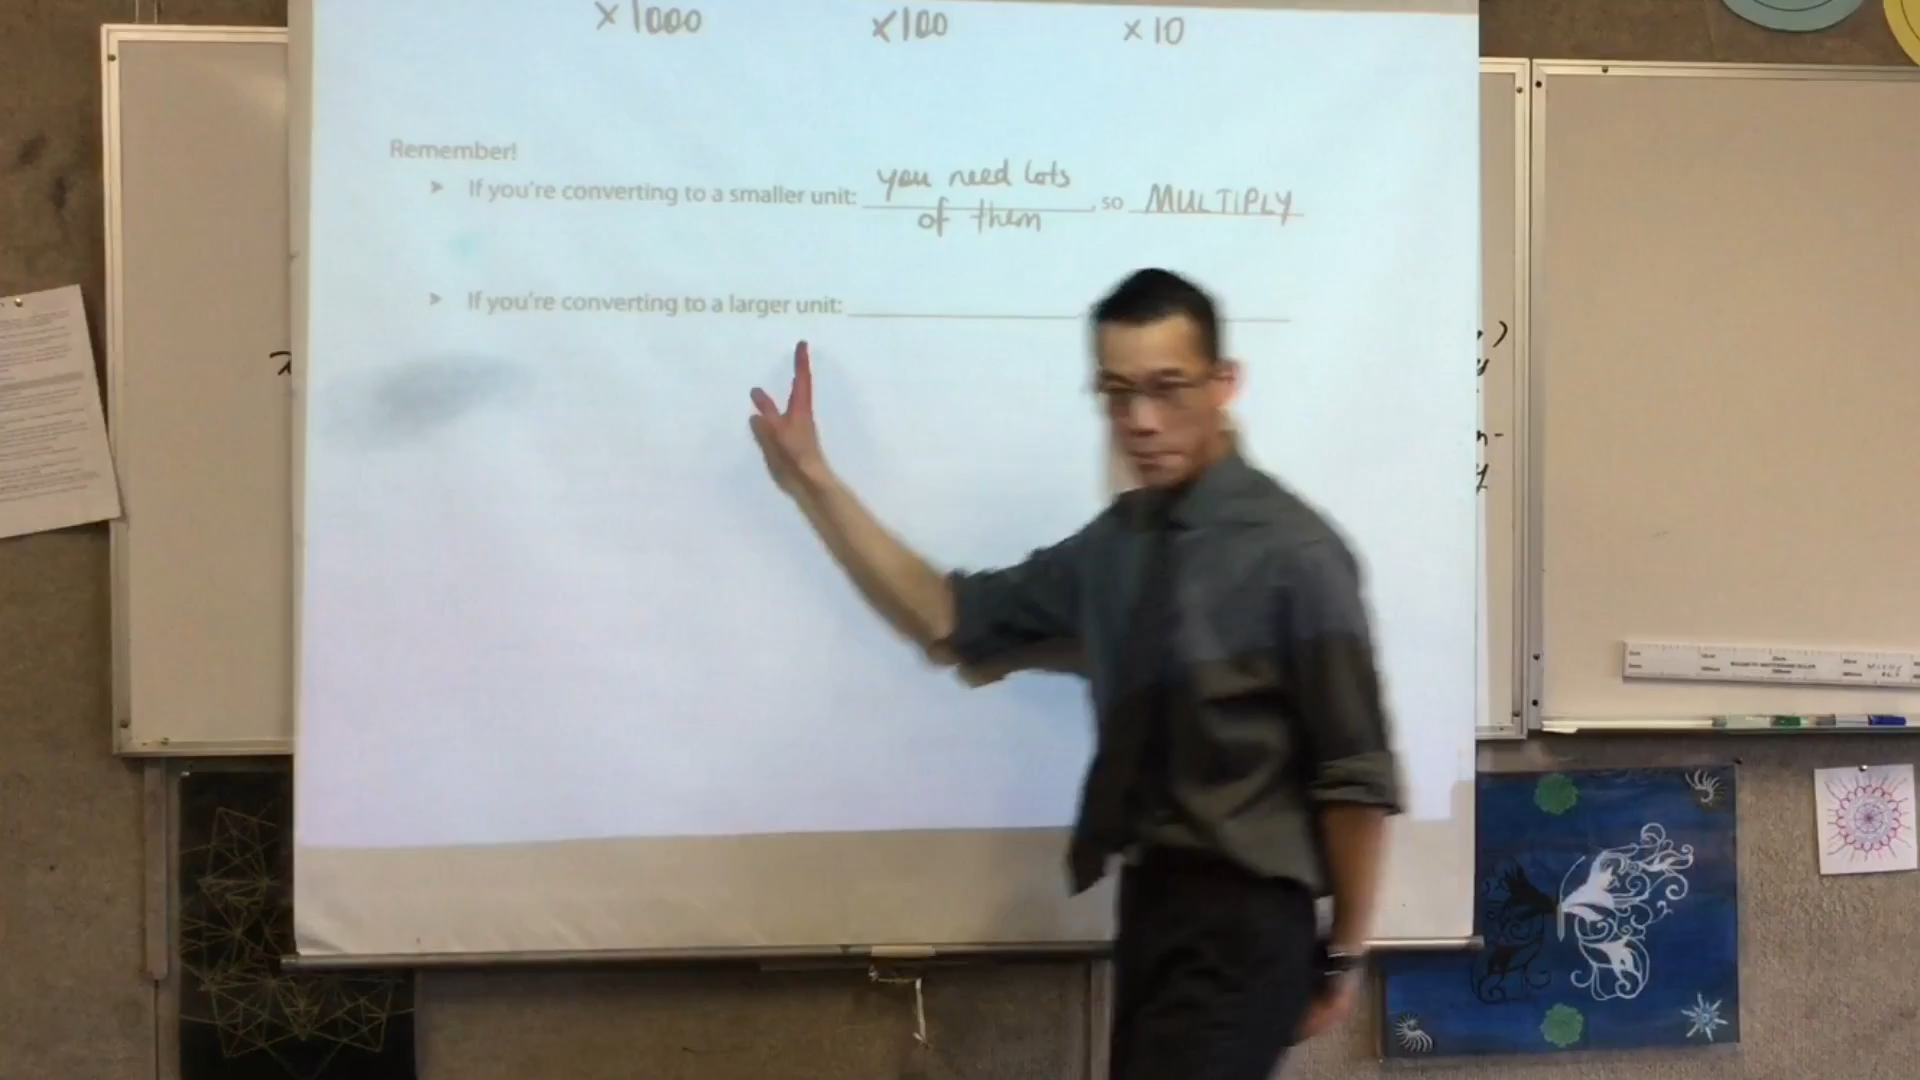 × 1000 × 100 × 10
Remember!
➤ If you're converting to a smaller unit: you need lots of them, so MULTIPLY
➤ If you're converting to a larger unit: